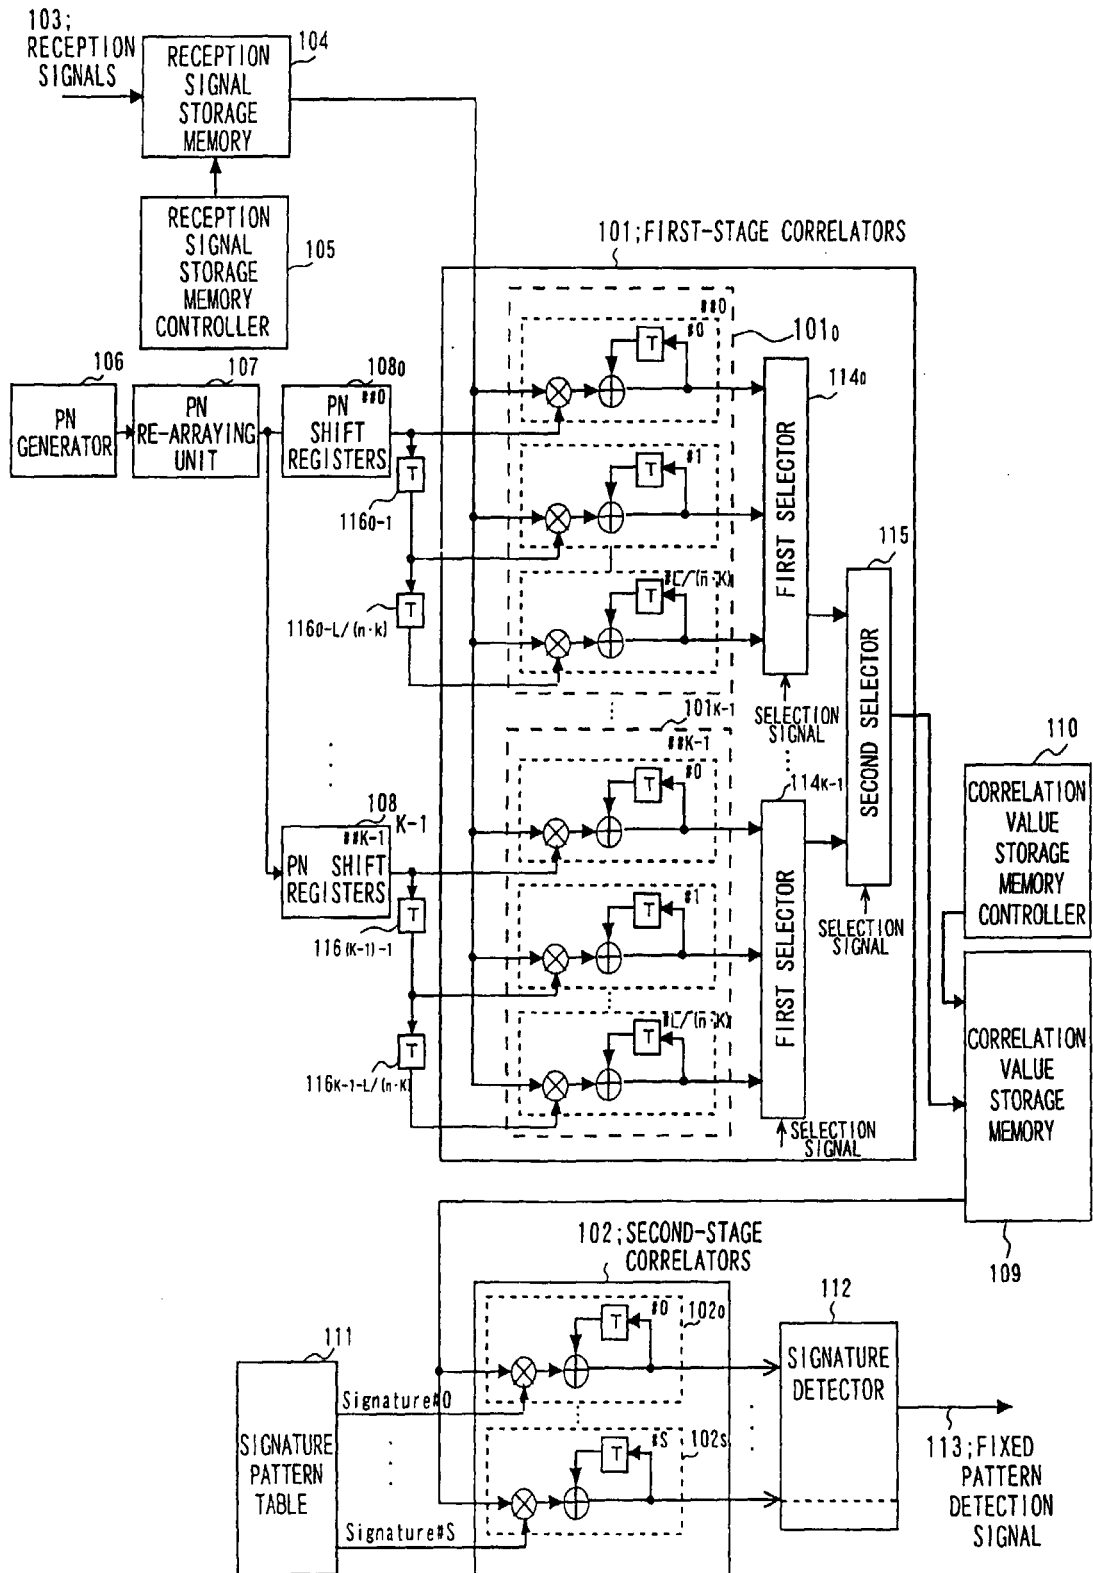 103;
RECEPTION
SIGNALS
104
RECEPTION
SIGNAL
STORAGE
MEMORY
RECEPTION
SIGNAL
STORAGE
MEMORY
CONTROLLER
105
101;FIRST-STAGE CORRELATORS
106
PN
GENERATOR
107
PN
RE-ARRAYING
UNIT
1080
##0
PN
SHIFT
REGISTERS
T
1160-1
T
1160-L/(n·k)
##0
1010
#0
T
#1
T
#L/(n·K)
T
1140
FIRST SELECTOR
SELECTION
SIGNAL
115
SECOND SELECTOR
SELECTION
SIGNAL
101K-1
##K-1
#0
T
#1
T
#L/(n·K)
T
114K-1
FIRST SELECTOR
SELECTION
SIGNAL
108 K-1
##K-1
PN SHIFT
REGISTERS
T
116(K-1)-1
T
116K-1-L/(n·K)
110
CORRELATION
VALUE
STORAGE
MEMORY
CONTROLLER
CORRELATION
VALUE
STORAGE
MEMORY
109
102;SECOND-STAGE
CORRELATORS
111
SIGNATURE
PATTERN
TABLE
Signature#0
Signature#S
#0
1020
T
#S
102S
T
112
SIGNATURE
DETECTOR
113;FIXED
PATTERN
DETECTION
SIGNAL